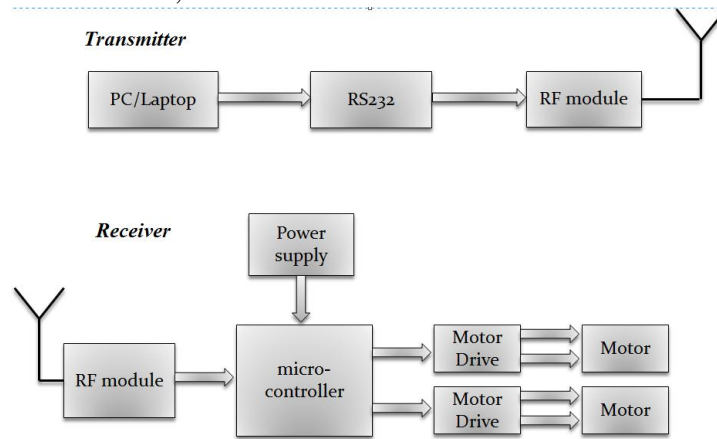 Transmitter
PC/Laptop
RS232
RF module
Receiver
Power
supply
RF module
micro-
controller
Motor
Drive
Motor
Motor
Drive
Motor